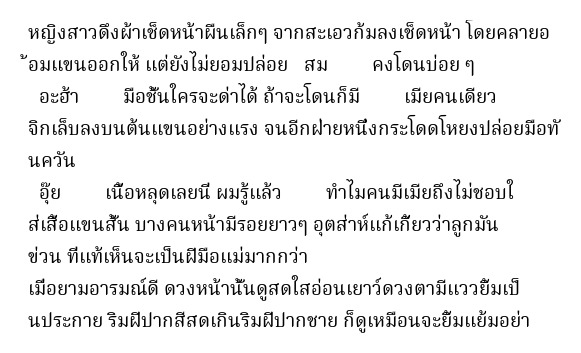 หญิงสาวดึงผ้าเช็ดหน้าผืนเล็กๆ จากสะเอวก้มลงเช็ดหน้า โดยคลายอ
้อมแขนออกให้ แต่ยังไม่ยอมปล่อย สม คงโดนบ่อย ๆ
อะฮ้า มือชั้นใครจะด่าได้ ถ้าจะโดนก็มี เมียคนเดียว
จิกเล็บลงบนต้นแขนอย่างแรง จนอีกฝ่ายหนึ่งกระโดดโหยงปล่อยมือทั
นควัน
อุ๊ย เนื้อหลุดเลยนี่ ผมรู้แล้ว ทำไมคนมีเมียถึงไม่ชอบใ
ส่เสื้อแขนสั้น บางคนหน้ามีรอยยาวๆ อุตส่าห์แก้เกี้ยวว่าลูกมัน
ข่วน ที่แท้เห็นจะเป็นฝีมือแม่มากกว่า
เมื่อยามอารมณ์ดี ดวงหน้านั้นดูสดใสอ่อนเยาว์ดวงตามีแววยิ้มเป็
นประกาย ริมฝีปากสีสดเกินริมฝีปากชาย ก็ดูเหมือนจะยิ้มแย้มอย่า